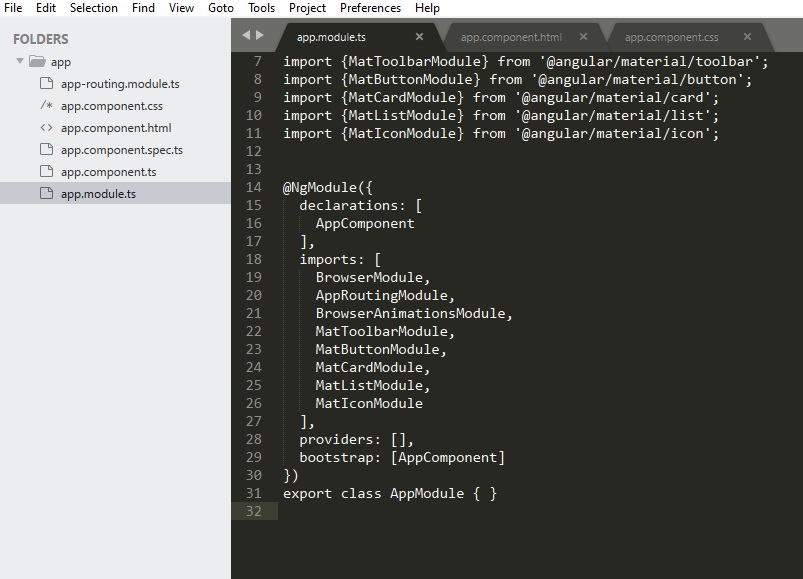 File Edit Selection Find View Goto Tools Project Preferences Help
FOLDERS
app
app-routing.module.ts
/* app.component.css
<> app.component.html
app.component.spec.ts
app.component.ts
app.module.ts
app.module.ts × app.component.html × app.component.css ×
7 import {MatToolbarModule} from '@angular/material/toolbar';
8 import {MatButtonModule} from '@angular/material/button';
9 import {MatCardModule} from '@angular/material/card';
10 import {MatListModule} from '@angular/material/list';
11 import {MatIconModule} from '@angular/material/icon';
12
13
14 @NgModule({
15   declarations: [
16     AppComponent
17   ],
18   imports: [
19     BrowserModule,
20     AppRoutingModule,
21     BrowserAnimationsModule,
22     MatToolbarModule,
23     MatButtonModule,
24     MatCardModule,
25     MatListModule,
26     MatIconModule
27   ],
28   providers: [],
29   bootstrap: [AppComponent]
30 })
31 export class AppModule { }
32